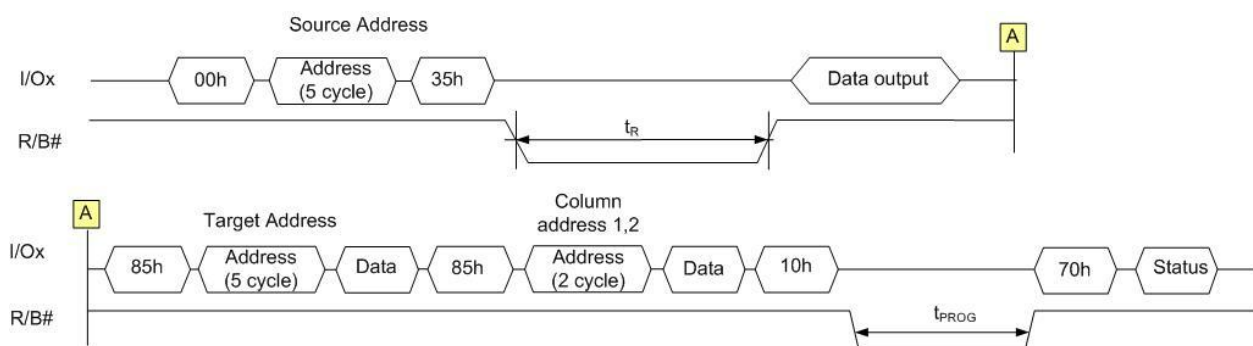 Source Address
A
I/Ox
00h
Address
(5 cycle)
35h
Data output
R/B#
tR
A
Target Address
Column
address 1,2
I/Ox
85h
Address
(5 cycle)
Data
85h
Address
(2 cycle)
Data
10h
70h
Status
R/B#
tPROG